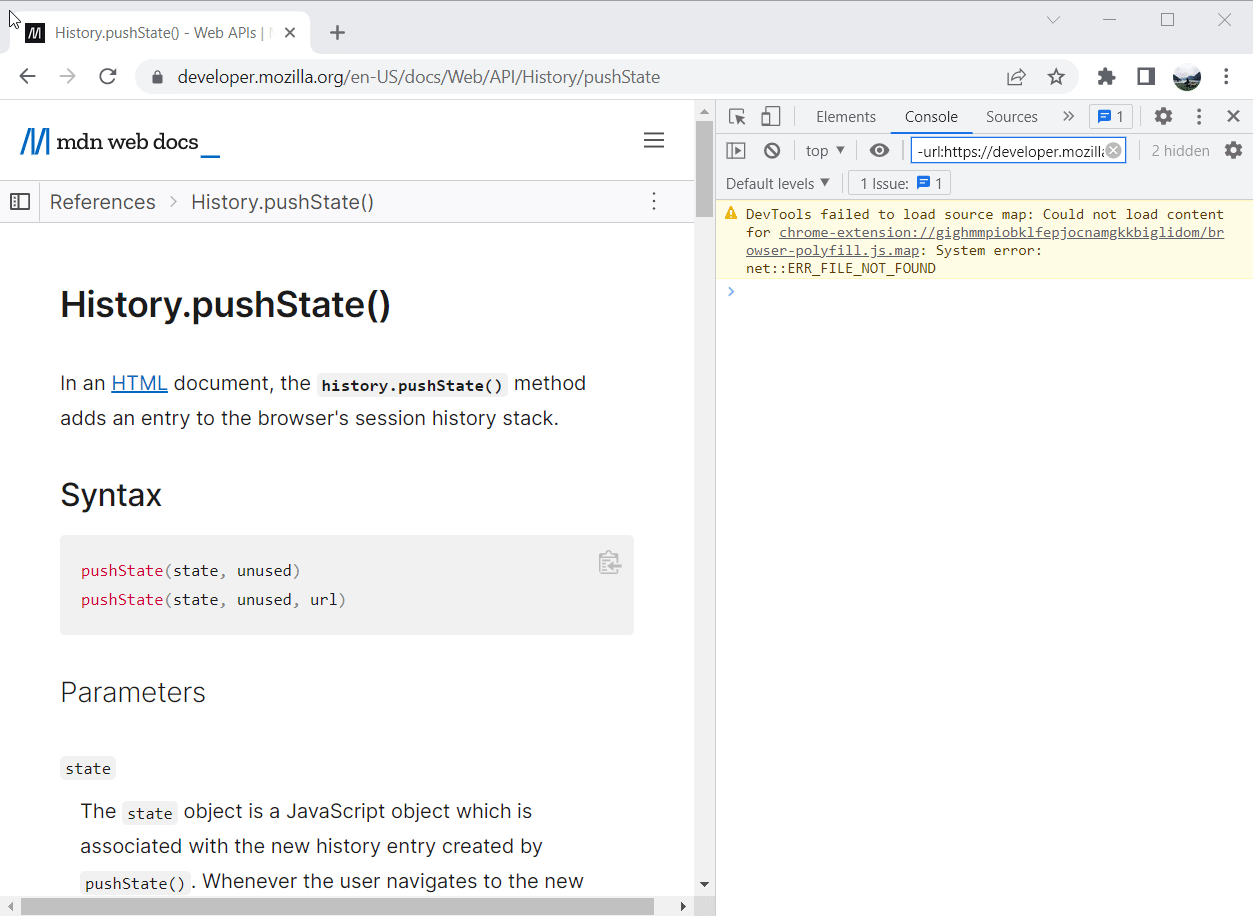 History.pushState() - Web APIs |
developer.mozilla.org/en-US/docs/Web/API/History/pushState
mdn web docs
References > History.pushState()
History.pushState()
In an HTML document, the history.pushState() method
adds an entry to the browser's session history stack.
Syntax
pushState(state, unused)
pushState(state, unused, url)
Parameters
state
The state object is a JavaScript object which is
associated with the new history entry created by
pushState(). Whenever the user navigates to the new
Elements Console Sources » 1
top ▼ -url:https://developer.mozilla 2 hidden
Default levels ▼ 1 Issue: 1
DevTools failed to load source map: Could not load content
for chrome-extension://gighmmpiobklfepjocnamgkkbiglidom/br
owser-polyfill.js.map: System error:
net::ERR_FILE_NOT_FOUND
>